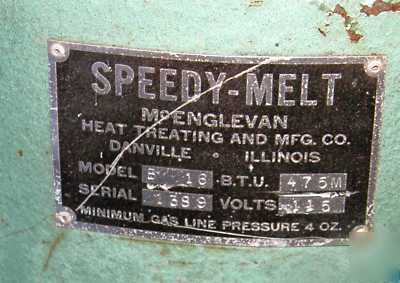 SPEEDY-MELT
McENGLEVAN
HEAT TREATING AND MFG. CO.
DANVILLE • ILLINOIS
MODEL B 16 B.T.U. 475M
SERIAL 1389 VOLTS 115
MINIMUM GAS LINE PRESSURE 4 OZ.